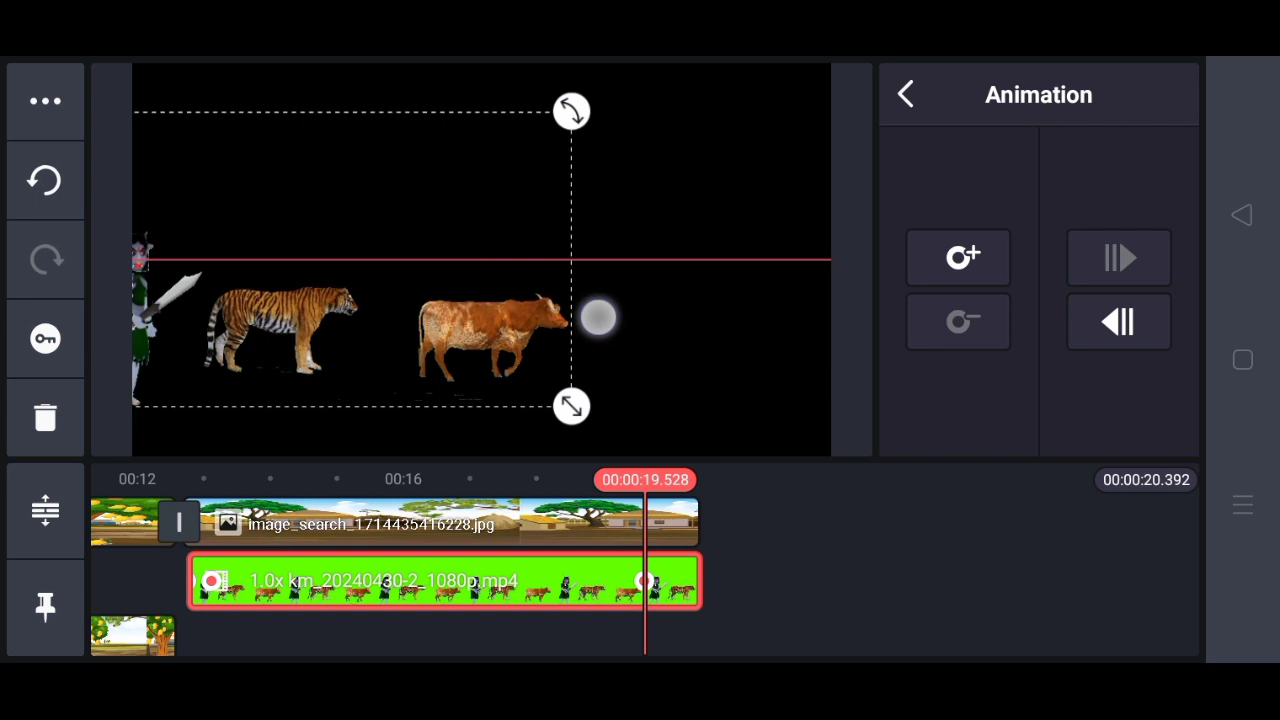 Animation
00:12
00:16
00:00:19.528
00:00:20.392
image_search_1714435416228.jpg
1.0x km_20240430-2_1080p.mp4